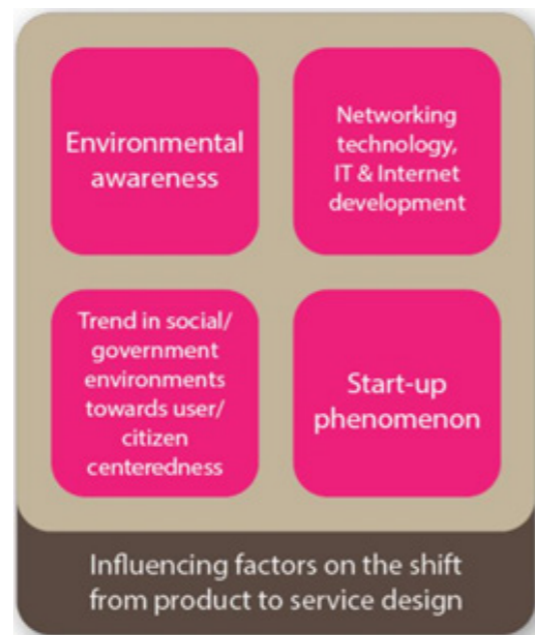 Environmental
awareness
Networking
technology,
IT & Internet
development
Trend in social/
government
environments
towards user/
citizen
centeredness
Start-up
phenomenon
Influencing factors on the shift
from product to service design